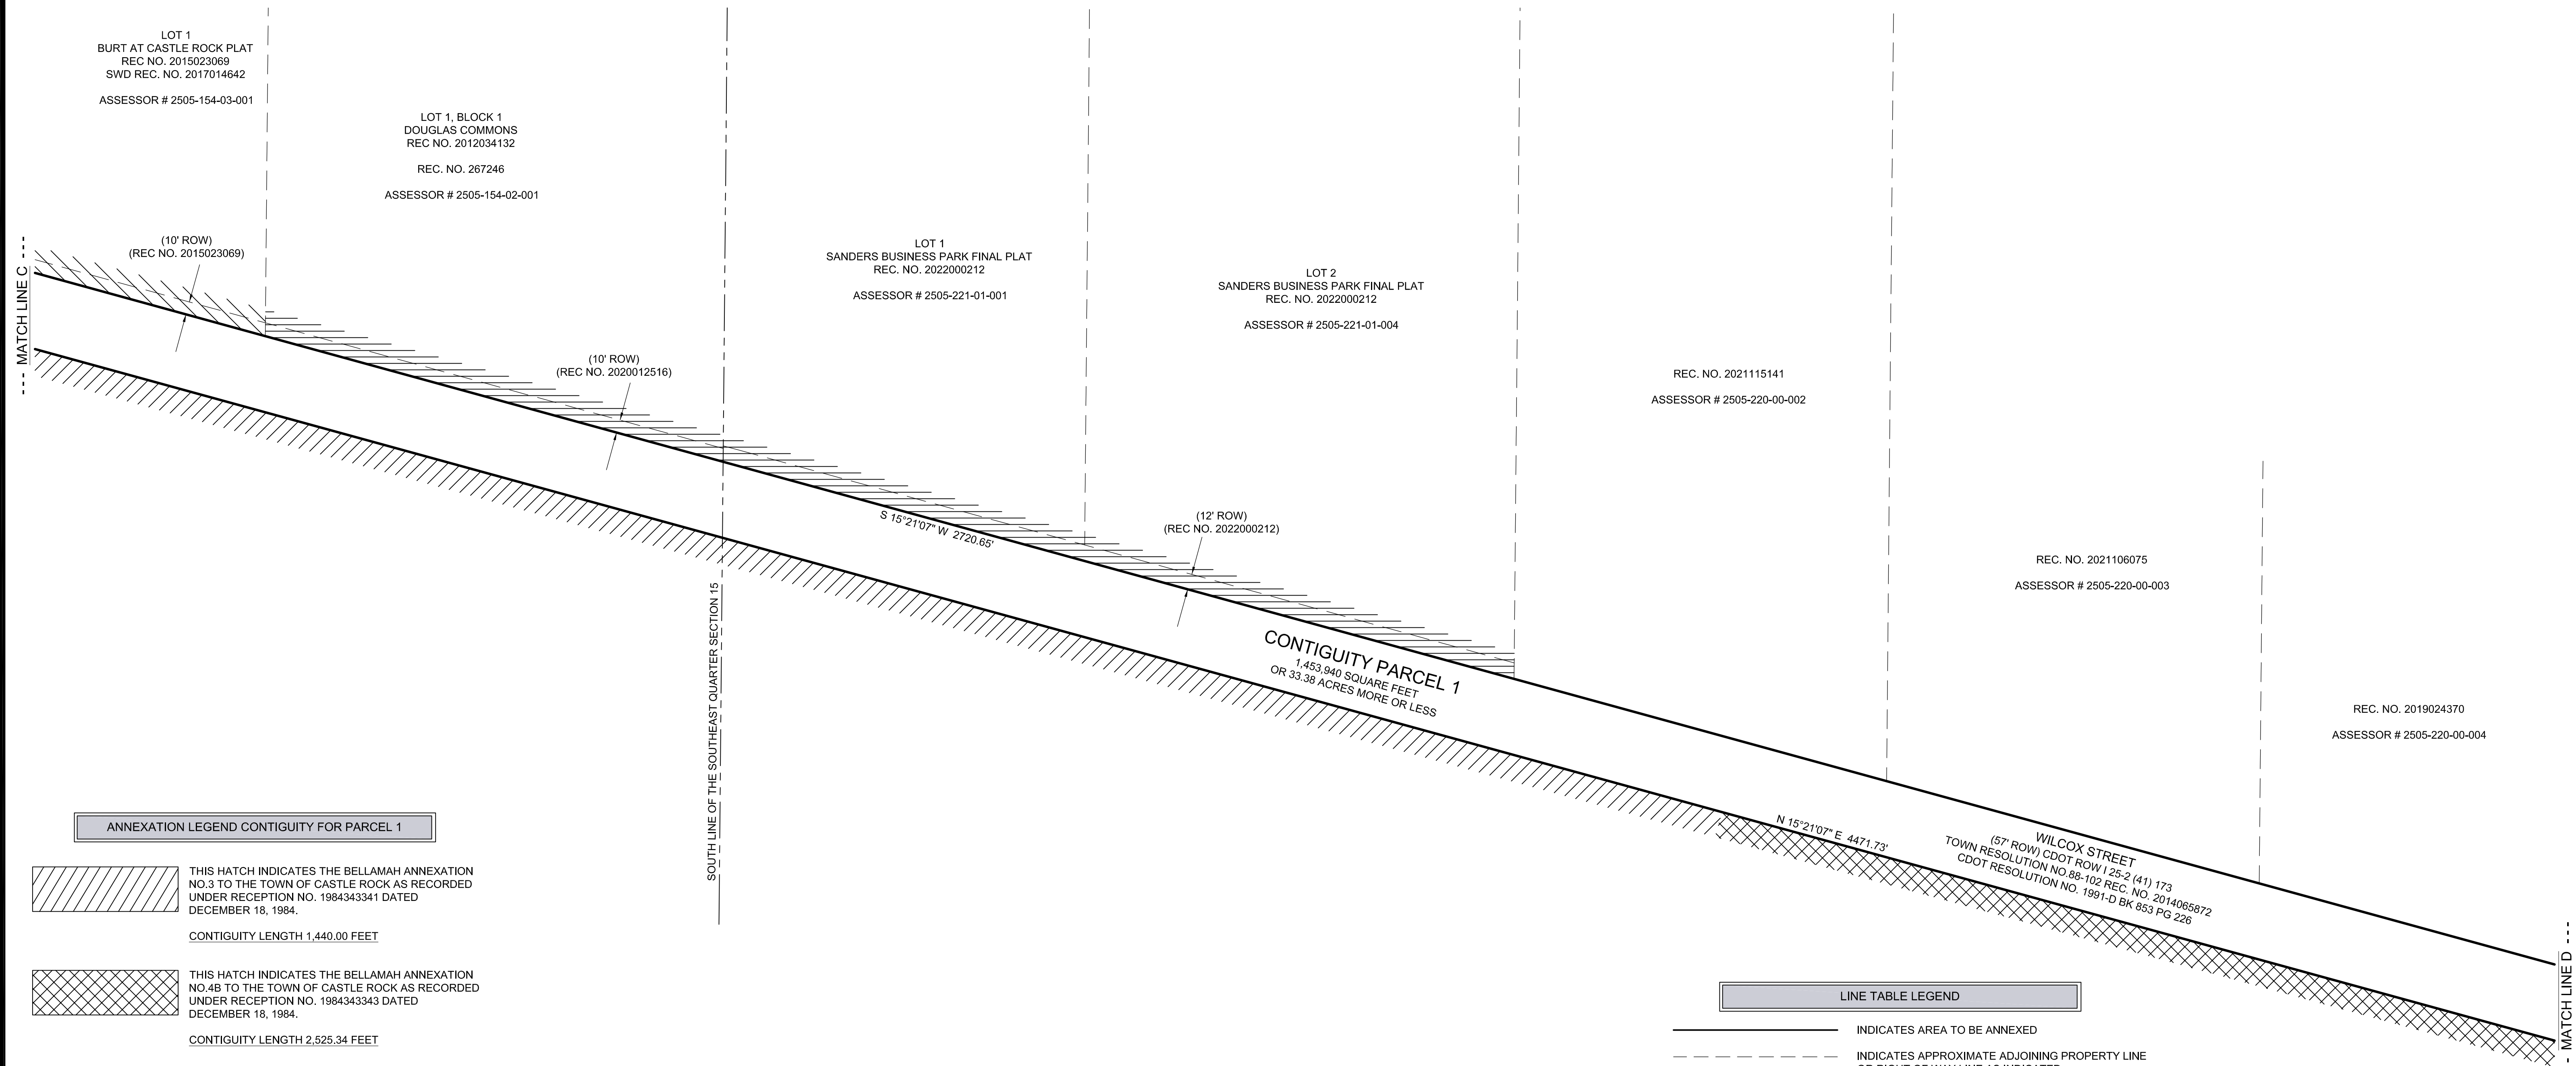 LOT 1
BURT AT CASTLE ROCK PLAT
REC NO. 2015023069
SWD REC. NO. 2017014642
ASSESSOR # 2505-154-03-001
LOT 1, BLOCK 1
DOUGLAS COMMONS
REC NO. 2012034132
REC. NO. 267246
ASSESSOR # 2505-154-02-001
LOT 1
SANDERS BUSINESS PARK FINAL PLAT
REC. NO. 2022000212
ASSESSOR # 2505-221-01-001
LOT 2
SANDERS BUSINESS PARK FINAL PLAT
REC. NO. 2022000212
ASSESSOR # 2505-221-01-004
REC. NO. 2021115141
ASSESSOR # 2505-220-00-002
REC. NO. 2021106075
ASSESSOR # 2505-220-00-003
REC. NO. 2019024370
ASSESSOR # 2505-220-00-004
MATCH LINE C
(10' ROW)
(REC NO. 2015023069)
(10' ROW)
(REC NO. 2020012516)
(12' ROW)
(REC NO. 2022000212)
S 15°21'07" W 2720.65'
SOUTH LINE OF THE SOUTHEAST QUARTER SECTION 15
CONTIGUITY PARCEL 1
1,453,940 SQUARE FEET
OR 33.38 ACRES MORE OR LESS
N 15°21'07" E 4471.73'
WILCOX STREET
(57' ROW) CDOT ROW I 25-2 (41) 173
TOWN RESOLUTION NO.88-102 REC. NO. 2014065872
CDOT RESOLUTION NO. 1991-D BK 853 PG 226
MATCH LINE D
ANNEXATION LEGEND CONTIGUITY FOR PARCEL 1
THIS HATCH INDICATES THE BELLAMAH ANNEXATION
NO.3 TO THE TOWN OF CASTLE ROCK AS RECORDED
UNDER RECEPTION NO. 1984343341 DATED
DECEMBER 18, 1984.
CONTIGUITY LENGTH 1,440.00 FEET
THIS HATCH INDICATES THE BELLAMAH ANNEXATION
NO.4B TO THE TOWN OF CASTLE ROCK AS RECORDED
UNDER RECEPTION NO. 1984343343 DATED
DECEMBER 18, 1984.
CONTIGUITY LENGTH 2,525.34 FEET
LINE TABLE LEGEND
INDICATES AREA TO BE ANNEXED
INDICATES APPROXIMATE ADJOINING PROPERTY LINE